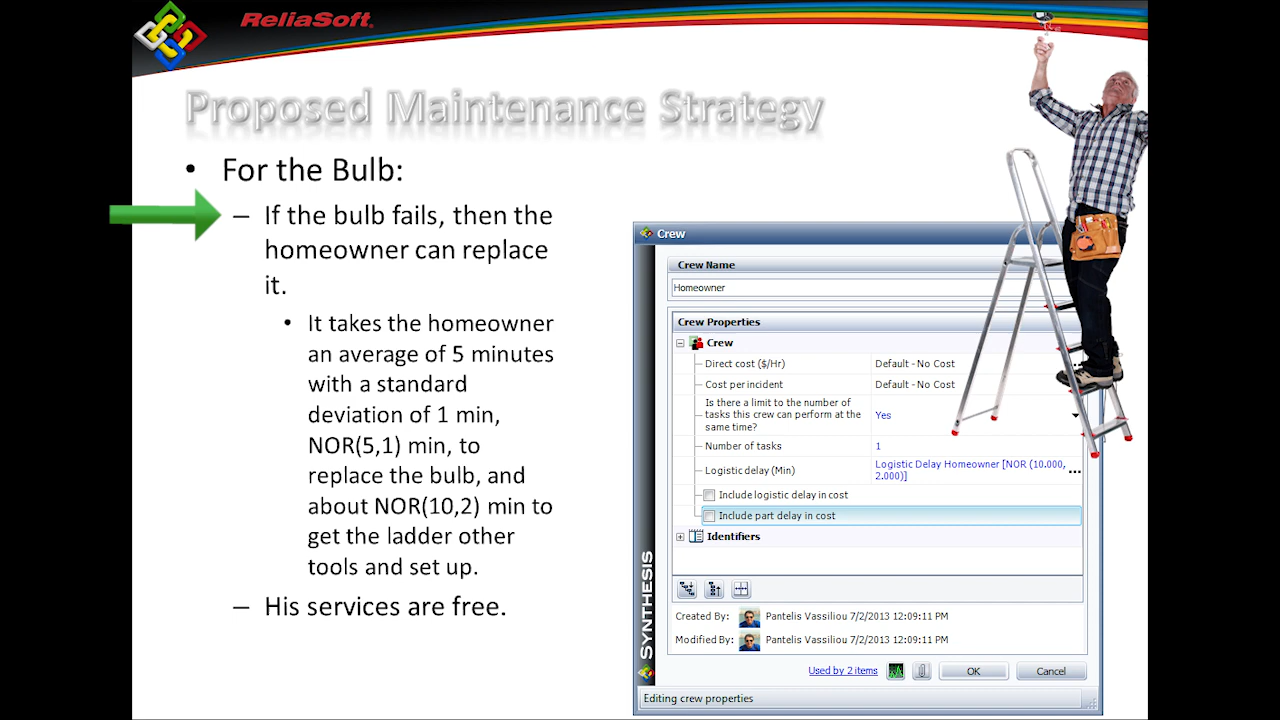 ReliaSoft.
Proposed Maintenance Strategy
• For the Bulb:
– If the bulb fails, then the
homeowner can replace
it.
• It takes the homeowner
an average of 5 minutes
with a standard
deviation of 1 min,
NOR(5,1) min, to
replace the bulb, and
about NOR(10,2) min to
get the ladder other
tools and set up.
– His services are free.
Crew
Crew Name
Homeowner
Crew Properties
Crew
Direct cost ($/Hr) Default - No Cost
Cost per incident Default - No Cost
Is there a limit to the number of
tasks this crew can perform at the
same time?
Yes
Number of tasks 1
Logistic delay (Min)
Logistic Delay Homeowner [NOR (10.000,
2.000)]
...
Include logistic delay in cost
Include part delay in cost
Identifiers
SYNTHESIS
Created By: Pantelis Vassiliou 7/2/2013 12:09:11 PM
Modified By: Pantelis Vassiliou 7/2/2013 12:09:11 PM
Used by 2 items OK Cancel
Editing crew properties